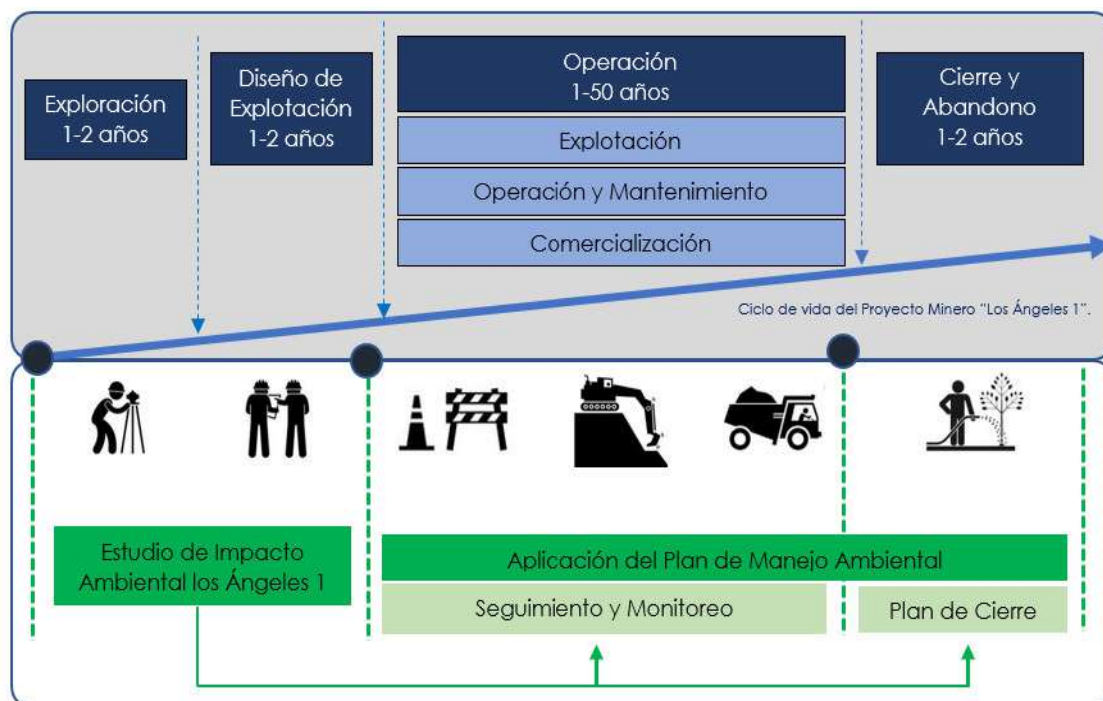 Exploración
1-2 años
Diseño de
Explotación
1-2 años
Operación
1-50 años
Explotación
Operación y Mantenimiento
Comercialización
Cierre y
Abandono
1-2 años
Ciclo de vida del Proyecto Minero "Los Ángeles 1".
Estudio de Impacto
Ambiental los Ángeles 1
Aplicación del Plan de Manejo Ambiental
Seguimiento y Monitoreo
Plan de Cierre